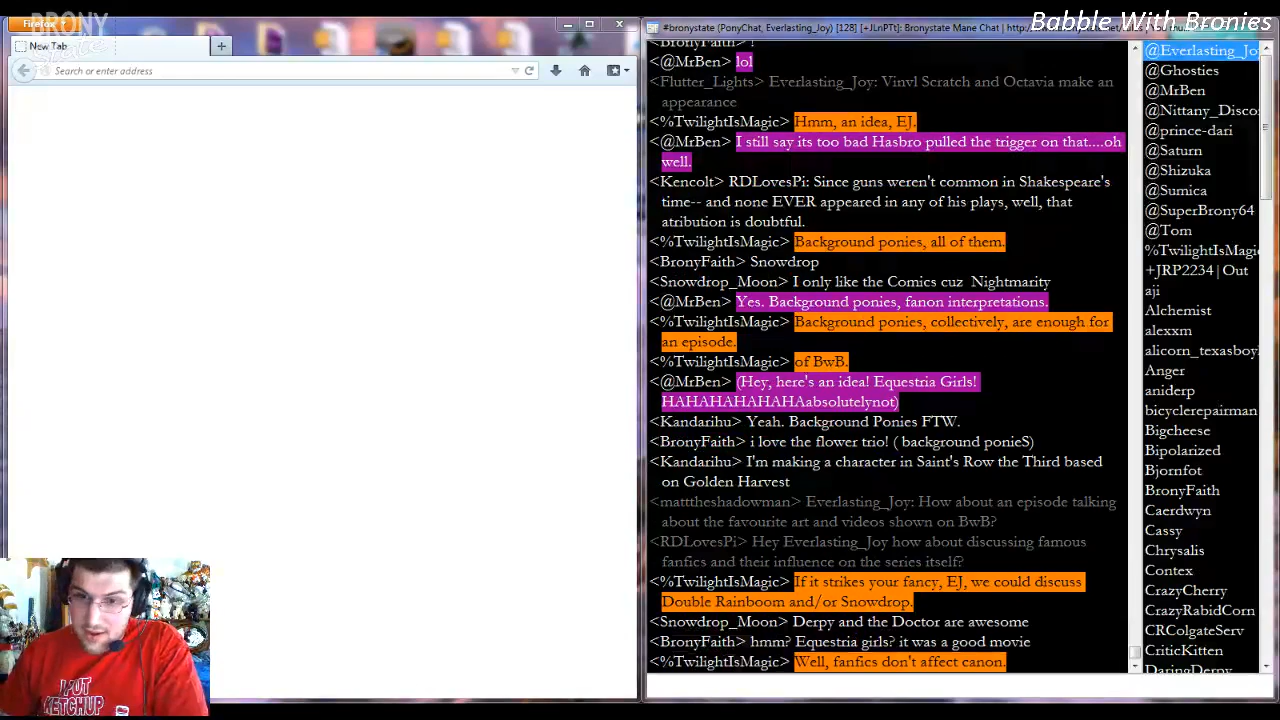 BRONY
Firefox
Babble With Bronies
#bronystate (PonyChat, Everlasting_Joy) [128] [+JLnPTt]: Bronystate Mane Chat | http://
New Tab
Search or enter address
<BronyFaith> !
<@MrBen> lol
<Flutter_Lights> Everlasting_Joy: Vinyl Scratch and Octavia make an
appearance
<%TwilightIsMagic> Hmm, an idea, EJ.
<@MrBen> I still say its too bad Hasbro pulled the trigger on that....oh
well.
<Kencolt> RDLovesPi: Since guns weren't common in Shakespeare's
time-- and none EVER appeared in any of his plays, well, that
atribution is doubtful.
<%TwilightIsMagic> Background ponies, all of them.
<BronyFaith> Snowdrop
<Snowdrop_Moon> I only like the Comics cuz Nightmarity
<@MrBen> Yes. Background ponies, fanon interpretations.
<%TwilightIsMagic> Background ponies, collectively, are enough for
an episode.
<%TwilightIsMagic> of BwB.
<@MrBen> (Hey, here's an idea! Equestria Girls!
HAHAHAHAHAHAabsolutelynot)
<Kandarihu> Yeah. Background Ponies FTW.
<BronyFaith> i love the flower trio! ( background ponieS)
<Kandarihu> I'm making a character in Saint's Row the Third based
on Golden Harvest
<matttheshadowman> Everlasting_Joy: How about an episode talking
about the favourite art and videos shown on BwB?
<RDLovesPi> Hey Everlasting_Joy how about discussing famous
fanfics and their influence on the series itself?
<%TwilightIsMagic> If it strikes your fancy, EJ, we could discuss
Double Rainboom and/or Snowdrop.
<Snowdrop_Moon> Derpy and the Doctor are awesome
<BronyFaith> hmm? Equestria girls? it was a good movie
<%TwilightIsMagic> Well, fanfics don't affect canon.
@Everlasting_Jo
@Ghosties
@MrBen
@Nittany_Disco
@prince-dari
@Saturn
@Shizuka
@Sumica
@SuperBrony64
@Tom
%TwilightIsMagic
+JRP2234|Out
aji
Alchemist
alexxm
alicorn_texasboy
Anger
aniderp
bicyclerepairman
Bigcheese
Bipolarized
Bjornfot
BronyFaith
Caerdwyn
Cassy
Chrysalis
Contex
CrazyCherry
CrazyRabidCorn
CRColgateServ
CriticKitten
DaringDerpy
I PUT
KETCHUP